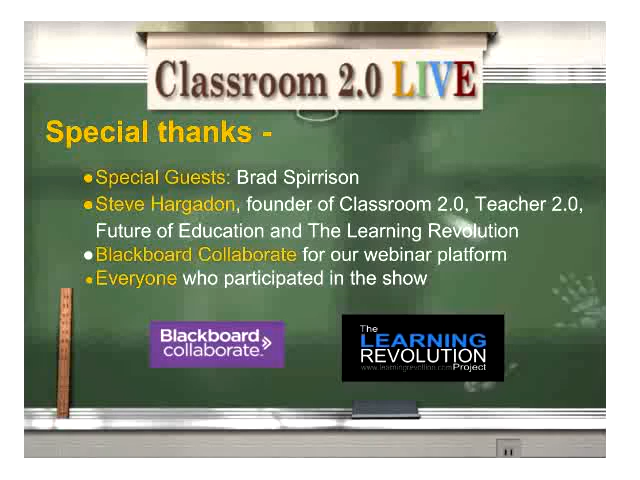 Classroom 2.0 LIVE
Special thanks -
●Special Guests: Brad Spirrison
●Steve Hargadon, founder of Classroom 2.0, Teacher 2.0,
Future of Education and The Learning Revolution
●Blackboard Collaborate for our webinar platform
●Everyone who participated in the show
Blackboard
collaborate.
The
LEARNING
REVOLUTION
www.learningrevolution.com Project